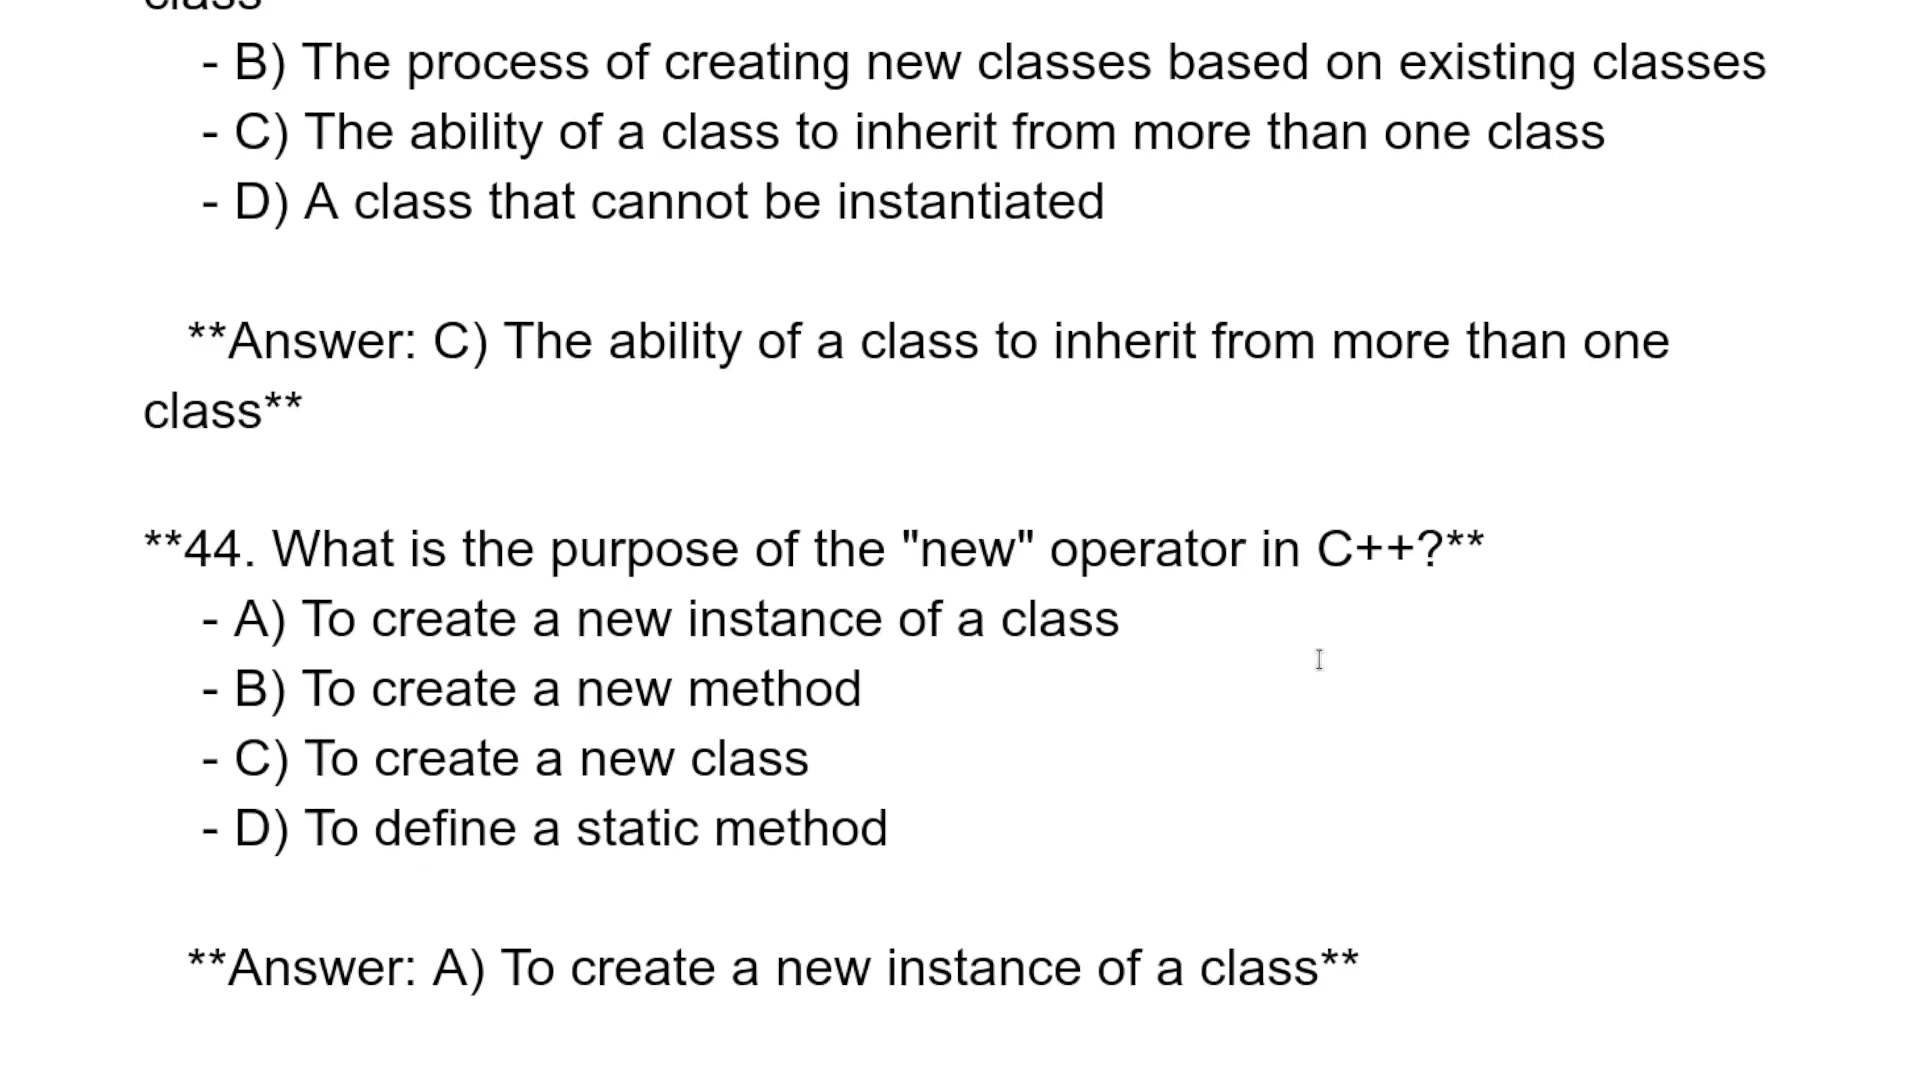 class
- B) The process of creating new classes based on existing classes
- C) The ability of a class to inherit from more than one class
- D) A class that cannot be instantiated
**Answer: C) The ability of a class to inherit from more than one
class**
**44. What is the purpose of the "new" operator in C++?**
- A) To create a new instance of a class
- B) To create a new method
- C) To create a new class
- D) To define a static method
**Answer: A) To create a new instance of a class**